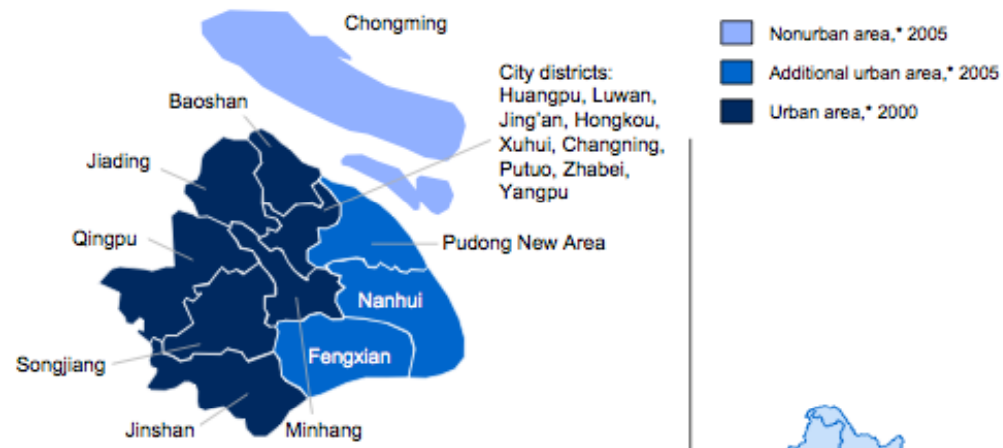 Chongming
Nonurban area,* 2005
Additional urban area,* 2005
Urban area,* 2000
City districts:
Huangpu, Luwan,
Jing'an, Hongkou,
Xuhui, Changning,
Putuo, Zhabei,
Yangpu
Baoshan
Jiading
Qingpu
Pudong New Area
Nanhui
Fengxian
Songjiang
Jinshan
Minhang